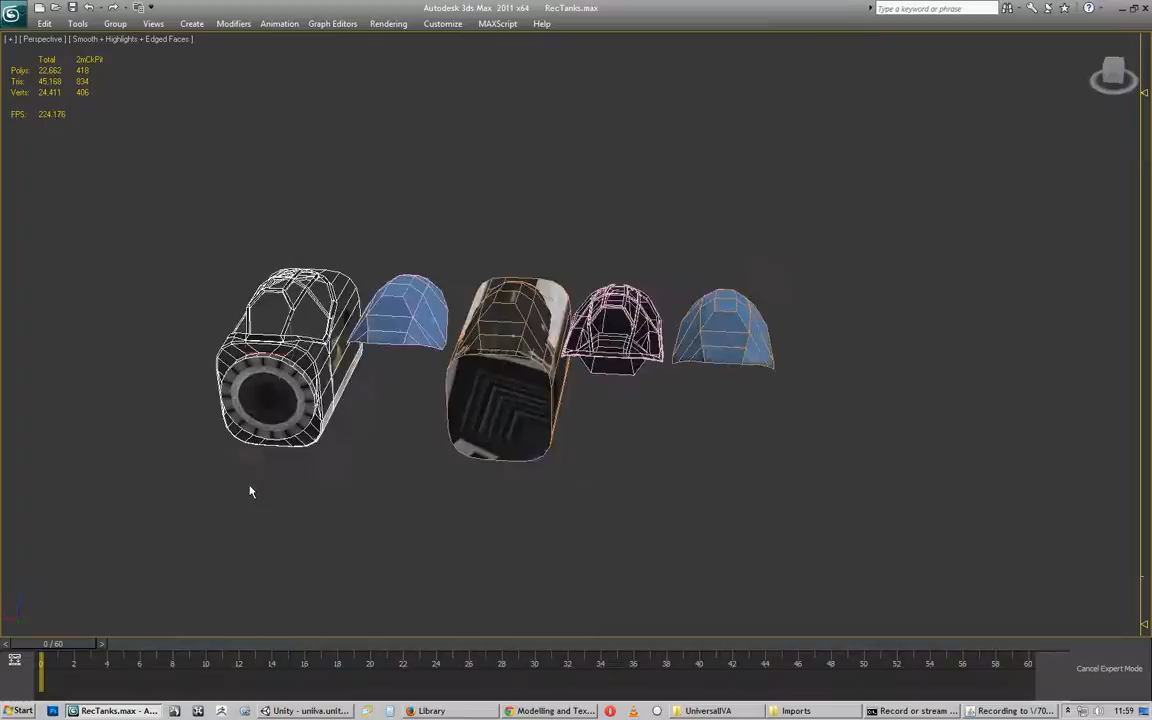 Autodesk 3ds Max 2011 x64 RecTanks.max
Type a keyword or phrase
Edit Tools Group Views Create Modifiers Animation Graph Editors Rendering Customize MAXScript Help
[ + ] [ Perspective ] [ Smooth + Highlights + Edged Faces ]
Total 2mCkPit
Polys: 22,662 418
Tris: 45,168 834
Verts: 24,411 406
FPS: 224.176
< 0 / 60 >
0 2 4 6 8 10 12 14 16 18 20 22 24 26 28 30 32 34 36 38 40 42 44 46 48 50 52 54 56 58 60
Cancel Expert Mode
Start RecTanks.max - A... Unity - uniiva.unit... Library Modelling and Tex... UniversalIVA Imports Record or stream ... Recording to \/70... 11:59